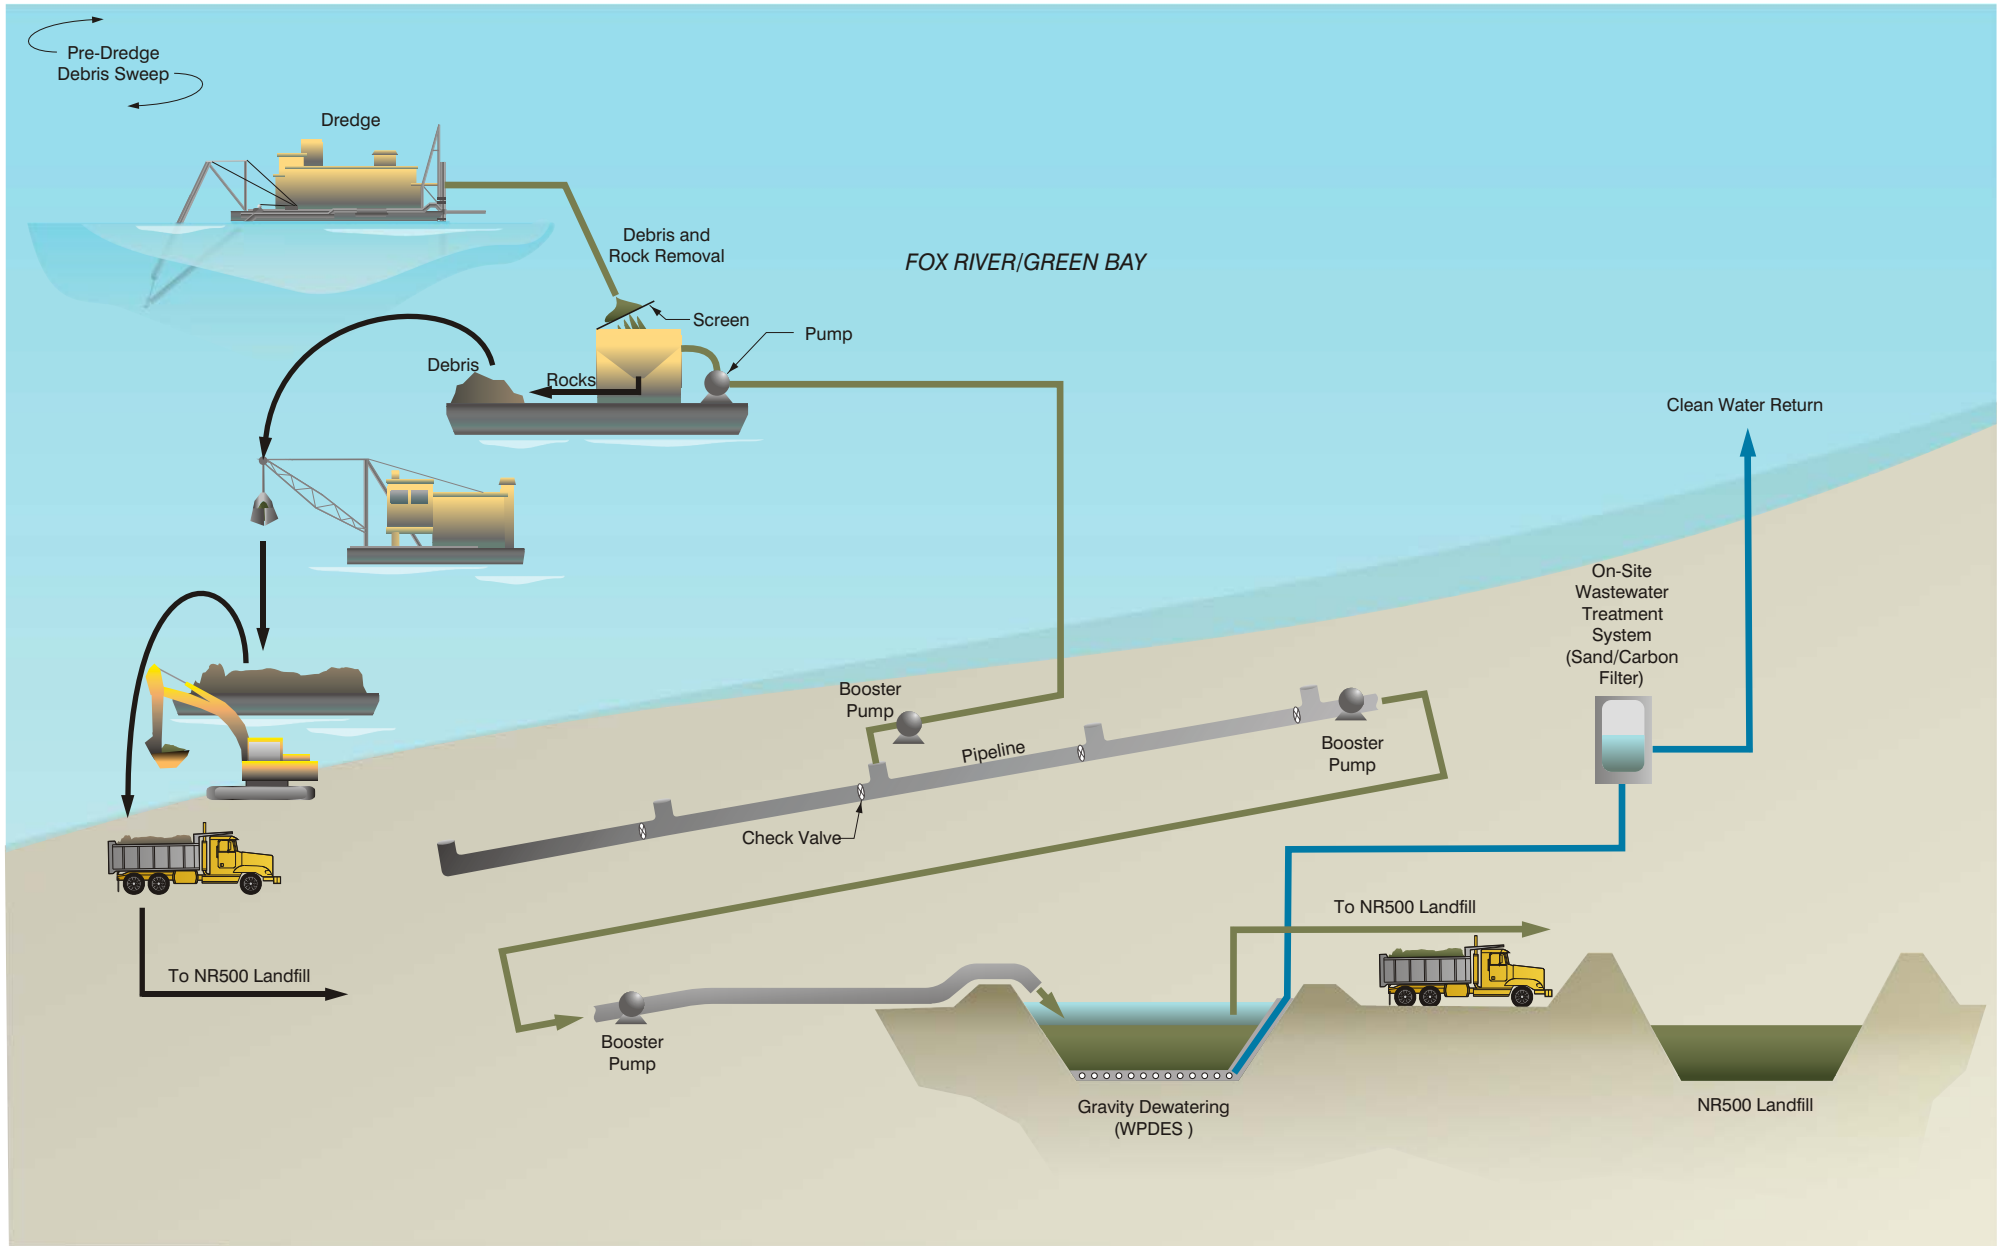 Pre-Dredge
Debris Sweep
Dredge
Debris and
Rock Removal
FOX RIVER/GREEN BAY
Screen
Pump
Debris
Rocks
Clean Water Return
On-Site
Wastewater
Treatment
System
(Sand/Carbon
Filter)
Booster
Pump
Pipeline
Booster
Pump
Check Valve
To NR500 Landfill
To NR500 Landfill
Booster
Pump
Gravity Dewatering
(WPDES )
NR500 Landfill